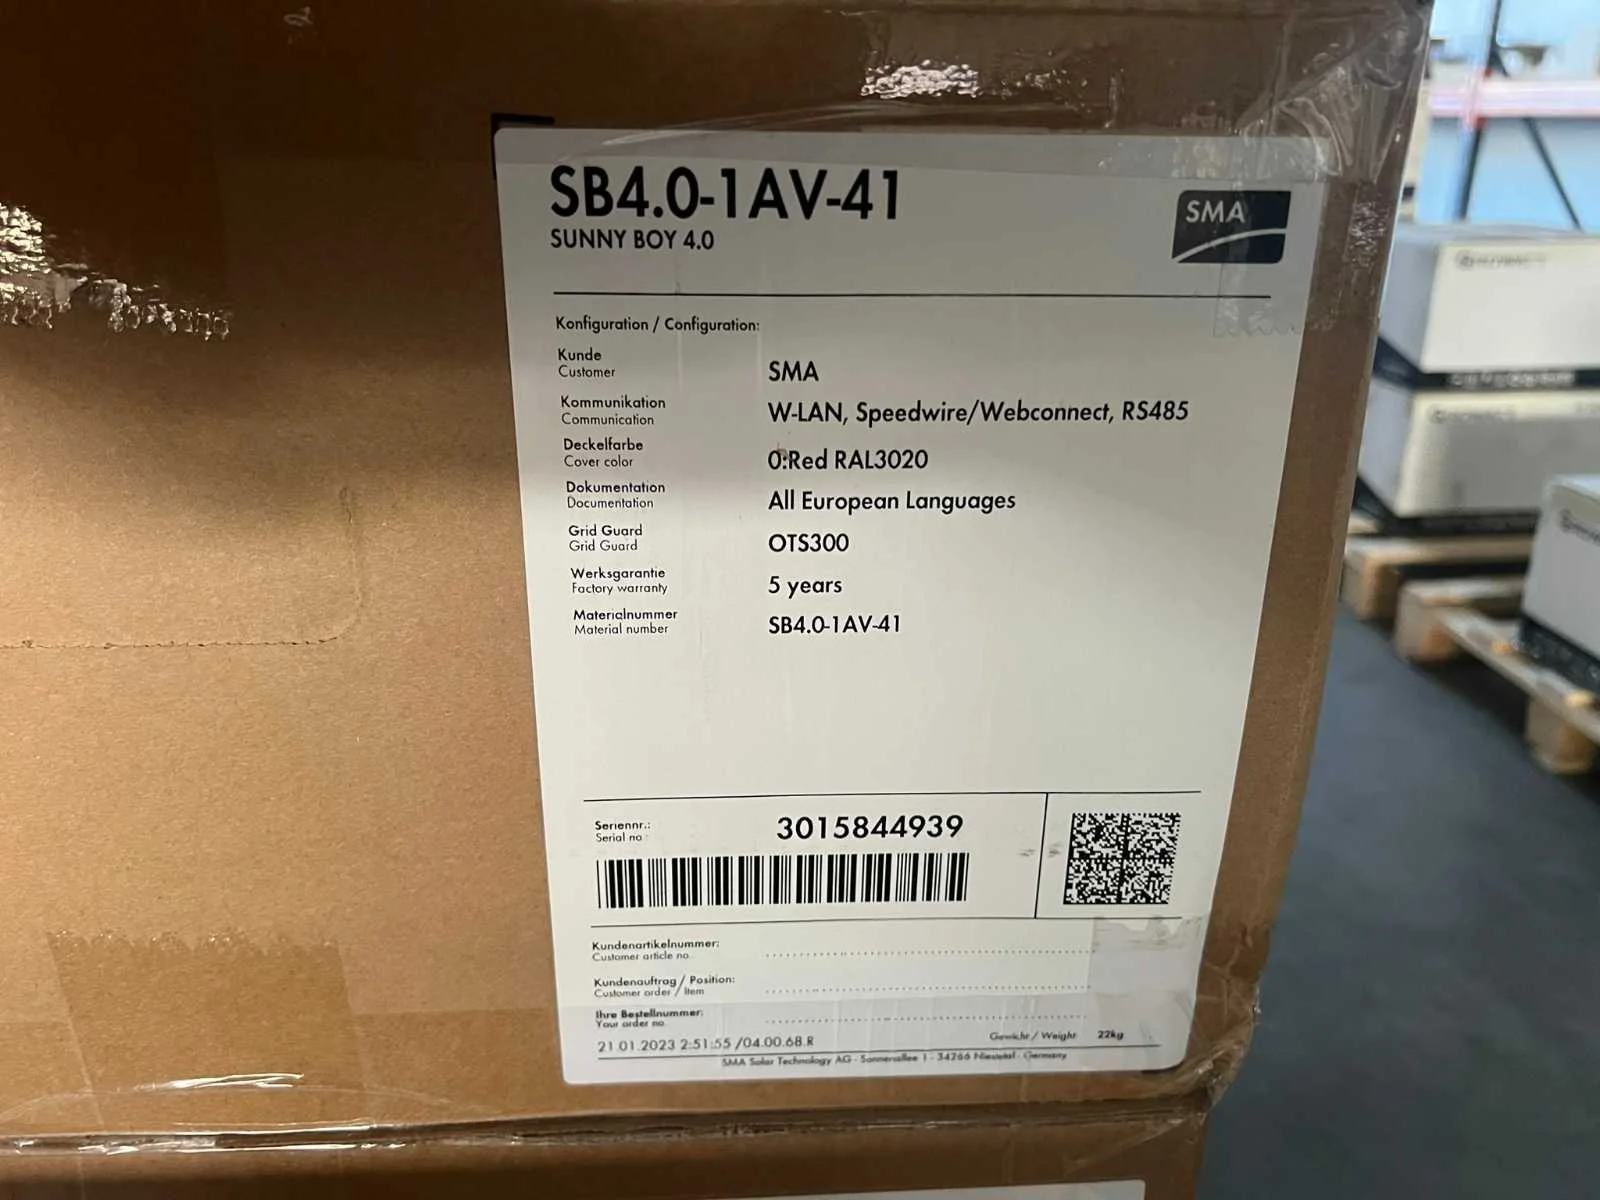 SB4.0-1AV-41
SUNNY BOY 4.0
SMA
Konfiguration / Configuration:
Kunde
Customer
SMA
Kommunikation
Communication
W-LAN, Speedwire/Webconnect, RS485
Deckelfarbe
Cover color
0:Red RAL3020
Dokumentation
Documentation
All European Languages
Grid Guard
Grid Guard
OTS300
Werksgarantie
Factory warranty
5 years
Materialnummer
Material number
SB4.0-1AV-41
Seriennr.:
Serial no.:
3015844939
Kundenartikelnummer:
Customer article no.
Kundenauftrag / Position:
Customer order / Item
Ihre Bestellnummer:
Your order no.
21.01.2023 2:51:55 /04.00.68.R
Gewicht / Weight 22kg
SMA Solar Technology AG - Sonnenallee 1 - 34266 Niestetal - Germany